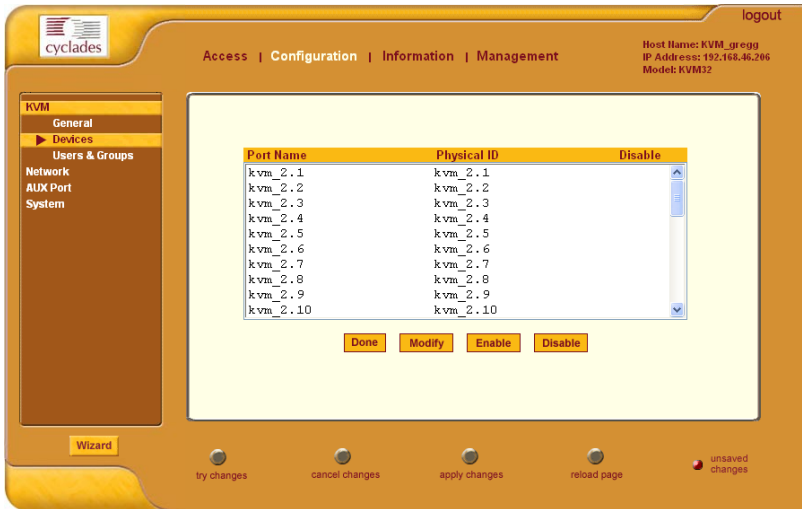 logout
cyclades
Access | Configuration | Information | Management
Host Name: KVM_gregg
IP Address: 192.168.46.206
Model: KVM32
KVM
General
Devices
Users & Groups
Network
AUX Port
System
Port Name Physical ID Disable
kvm_2.1 kvm_2.1
kvm_2.2 kvm_2.2
kvm_2.3 kvm_2.3
kvm_2.4 kvm_2.4
kvm_2.5 kvm_2.5
kvm_2.6 kvm_2.6
kvm_2.7 kvm_2.7
kvm_2.8 kvm_2.8
kvm_2.9 kvm_2.9
kvm_2.10 kvm_2.10
Done Modify Enable Disable
Wizard
try changes cancel changes apply changes reload page unsaved changes